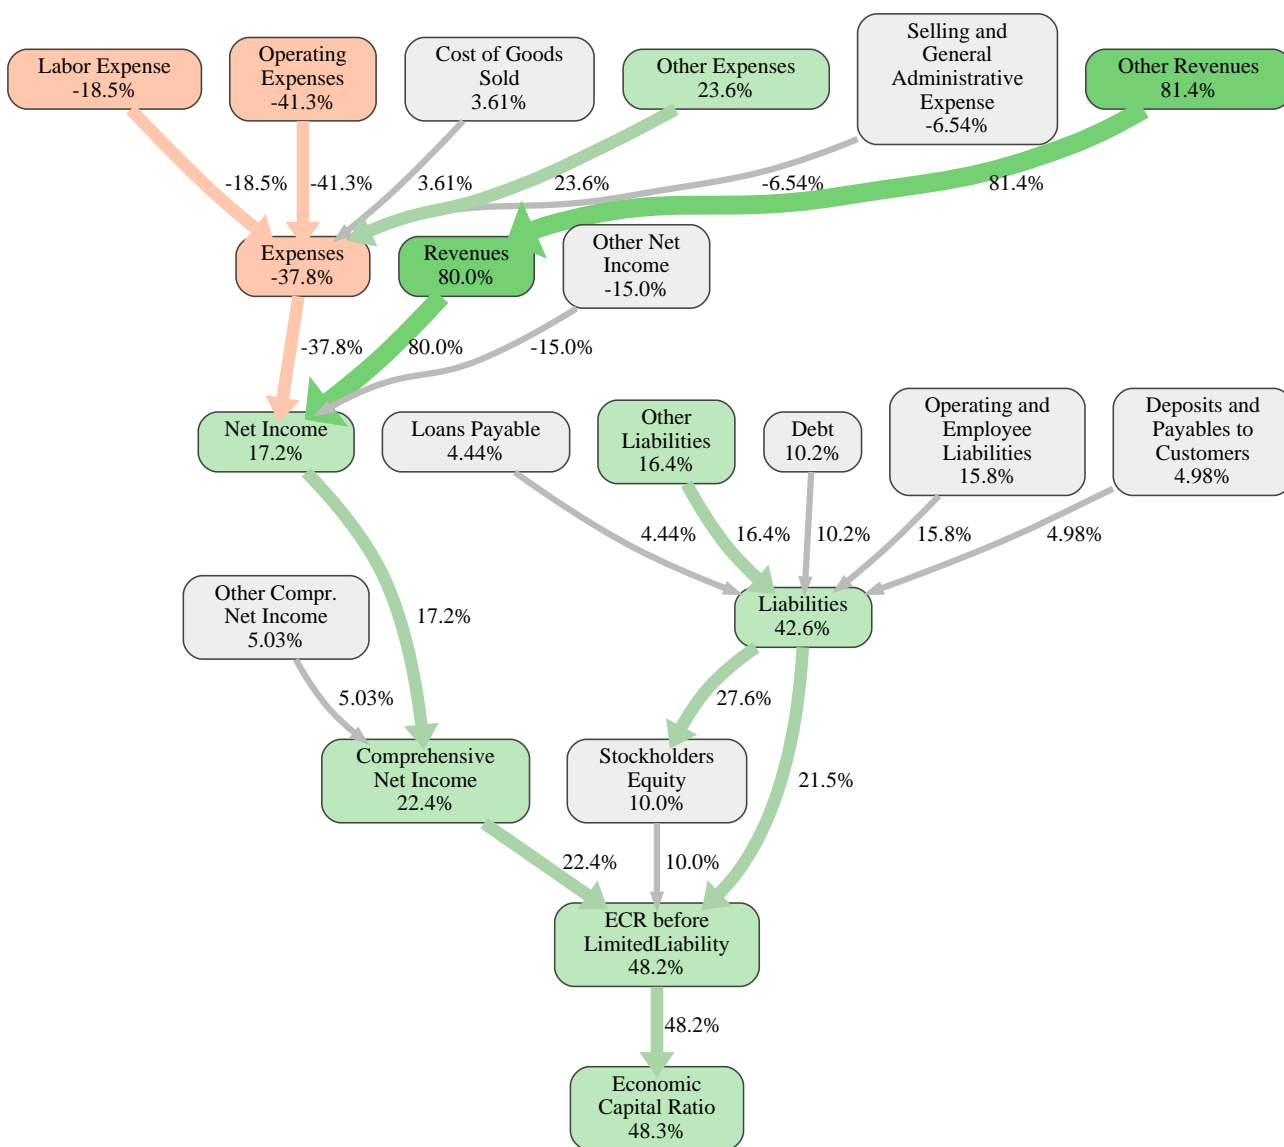 Labor Expense
-18.5%
Operating
Expenses
-41.3%
Cost of Goods
Sold
3.61%
Other Expenses
23.6%
Selling and
General
Administrative
Expense
-6.54%
Other Revenues
81.4%
-18.5%
-41.3%
3.61%
23.6%
-6.54%
81.4%
Expenses
-37.8%
Revenues
80.0%
Other Net
Income
-15.0%
-37.8%
80.0%
-15.0%
Net Income
17.2%
Loans Payable
4.44%
Other
Liabilities
16.4%
Debt
10.2%
Operating and
Employee
Liabilities
15.8%
Deposits and
Payables to
Customers
4.98%
4.44%
16.4%
10.2%
15.8%
4.98%
Other Compr.
Net Income
5.03%
17.2%
Liabilities
42.6%
5.03%
27.6%
Comprehensive
Net Income
22.4%
Stockholders
Equity
10.0%
21.5%
22.4%
10.0%
ECR before
LimitedLiability
48.2%
48.2%
Economic
Capital Ratio
48.3%